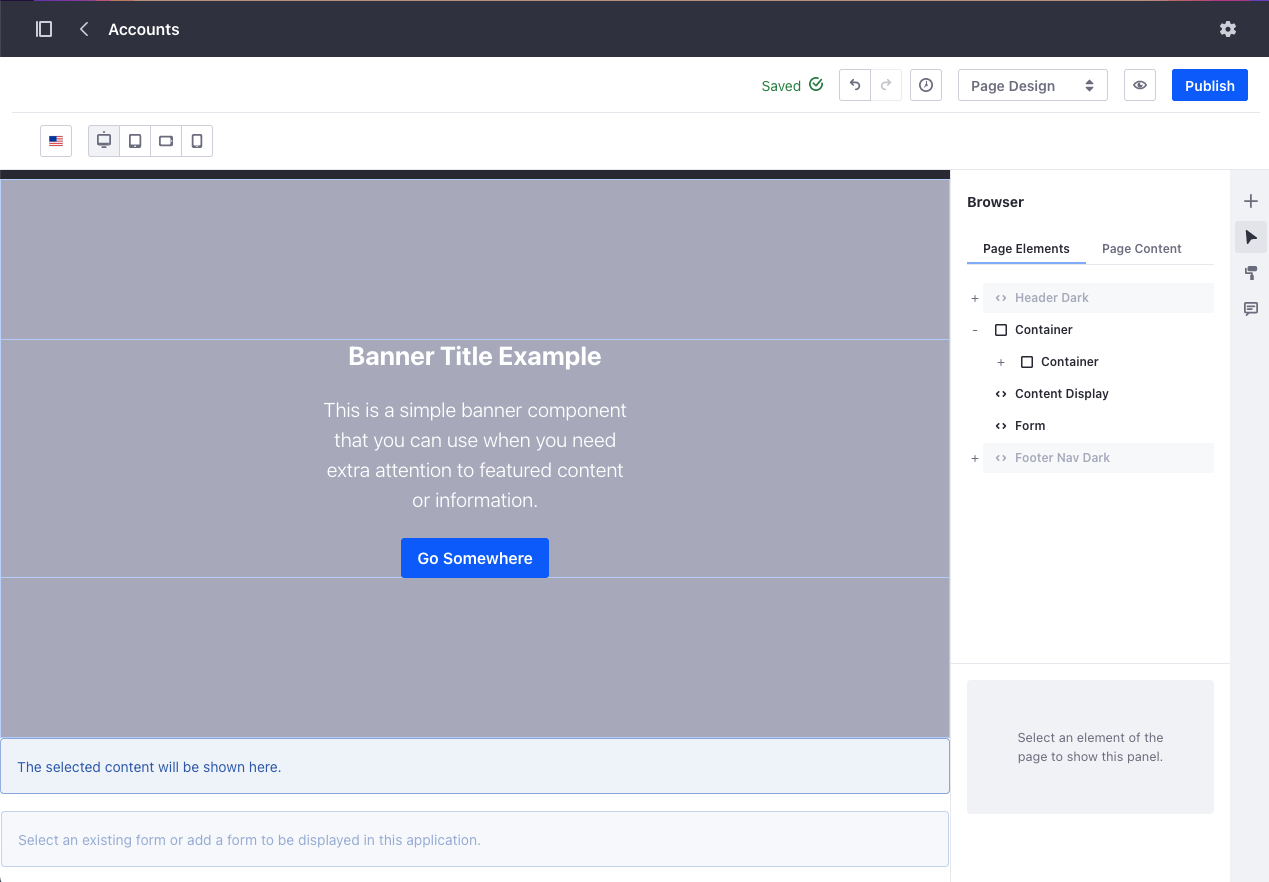 Accounts
Saved
Page Design
Publish
Banner Title Example
This is a simple banner component
that you can use when you need
extra attention to featured content
or information.
Go Somewhere
The selected content will be shown here.
Select an existing form or add a form to be displayed in this application.
Browser
Page Elements
Page Content
+ Header Dark
- Container
+ Container
Content Display
Form
+ Footer Nav Dark
Select an element of the
page to show this panel.